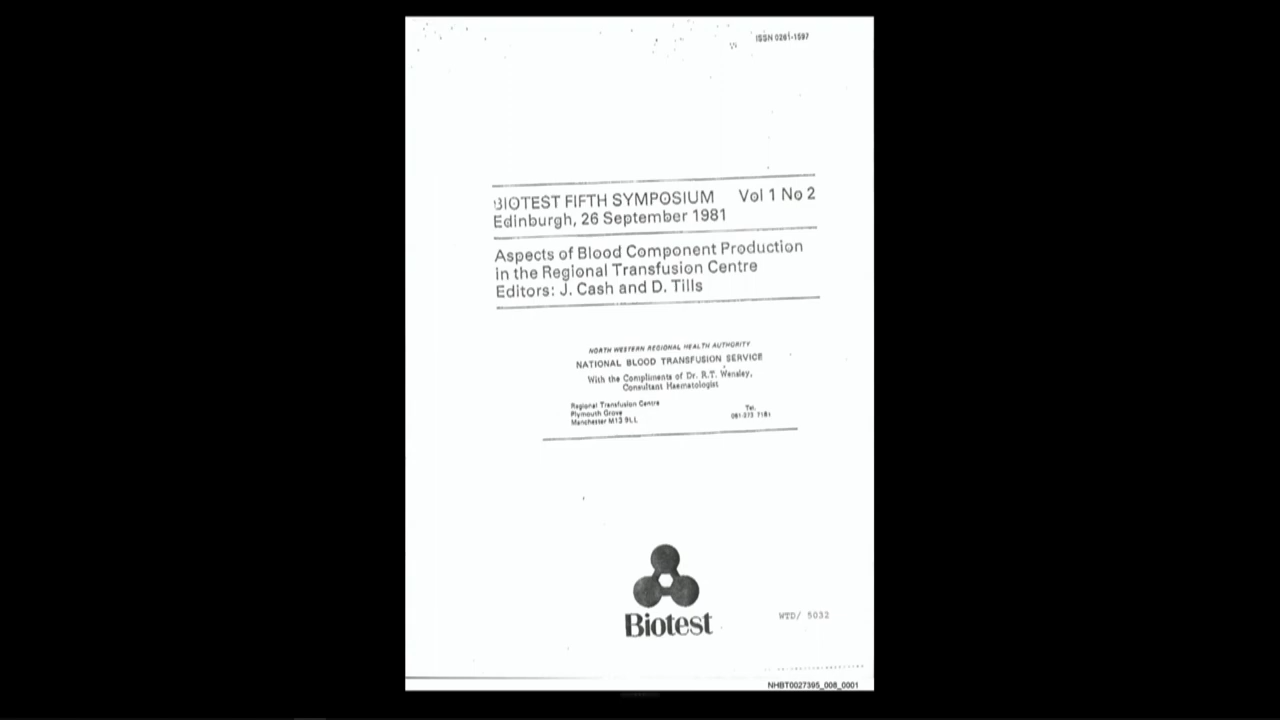 ISSN 0261-1597
BIOTEST FIFTH SYMPOSIUM Vol 1 No 2
Edinburgh, 26 September 1981
Aspects of Blood Component Production
in the Regional Transfusion Centre
Editors: J. Cash and D. Tills
NORTH WESTERN REGIONAL HEALTH AUTHORITY
NATIONAL BLOOD TRANSFUSION SERVICE
With the Compliments of Dr. R.T. Wensley,
Consultant Haematologist
Regional Transfusion Centre
Plymouth Grove
Manchester M13 9LL
Tel.
061-273 7181
Biotest
WTD/ 5032
NHBT0027395_008_0001